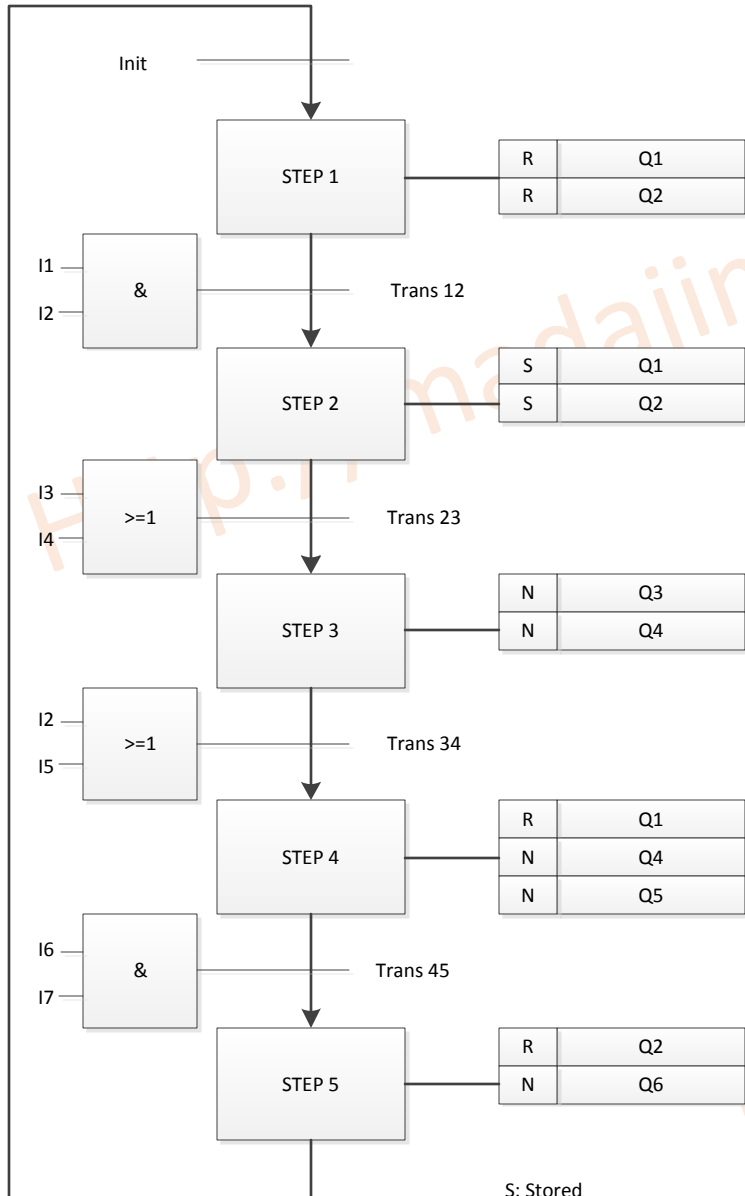 Init
STEP 1
R Q1
R Q2
I1
I2
&
Trans 12
STEP 2
S Q1
S Q2
I3
I4
>=1
Trans 23
STEP 3
N Q3
N Q4
I2
I5
>=1
Trans 34
STEP 4
R Q1
N Q4
N Q5
I6
I7
&
Trans 45
STEP 5
R Q2
N Q6
S: Stored